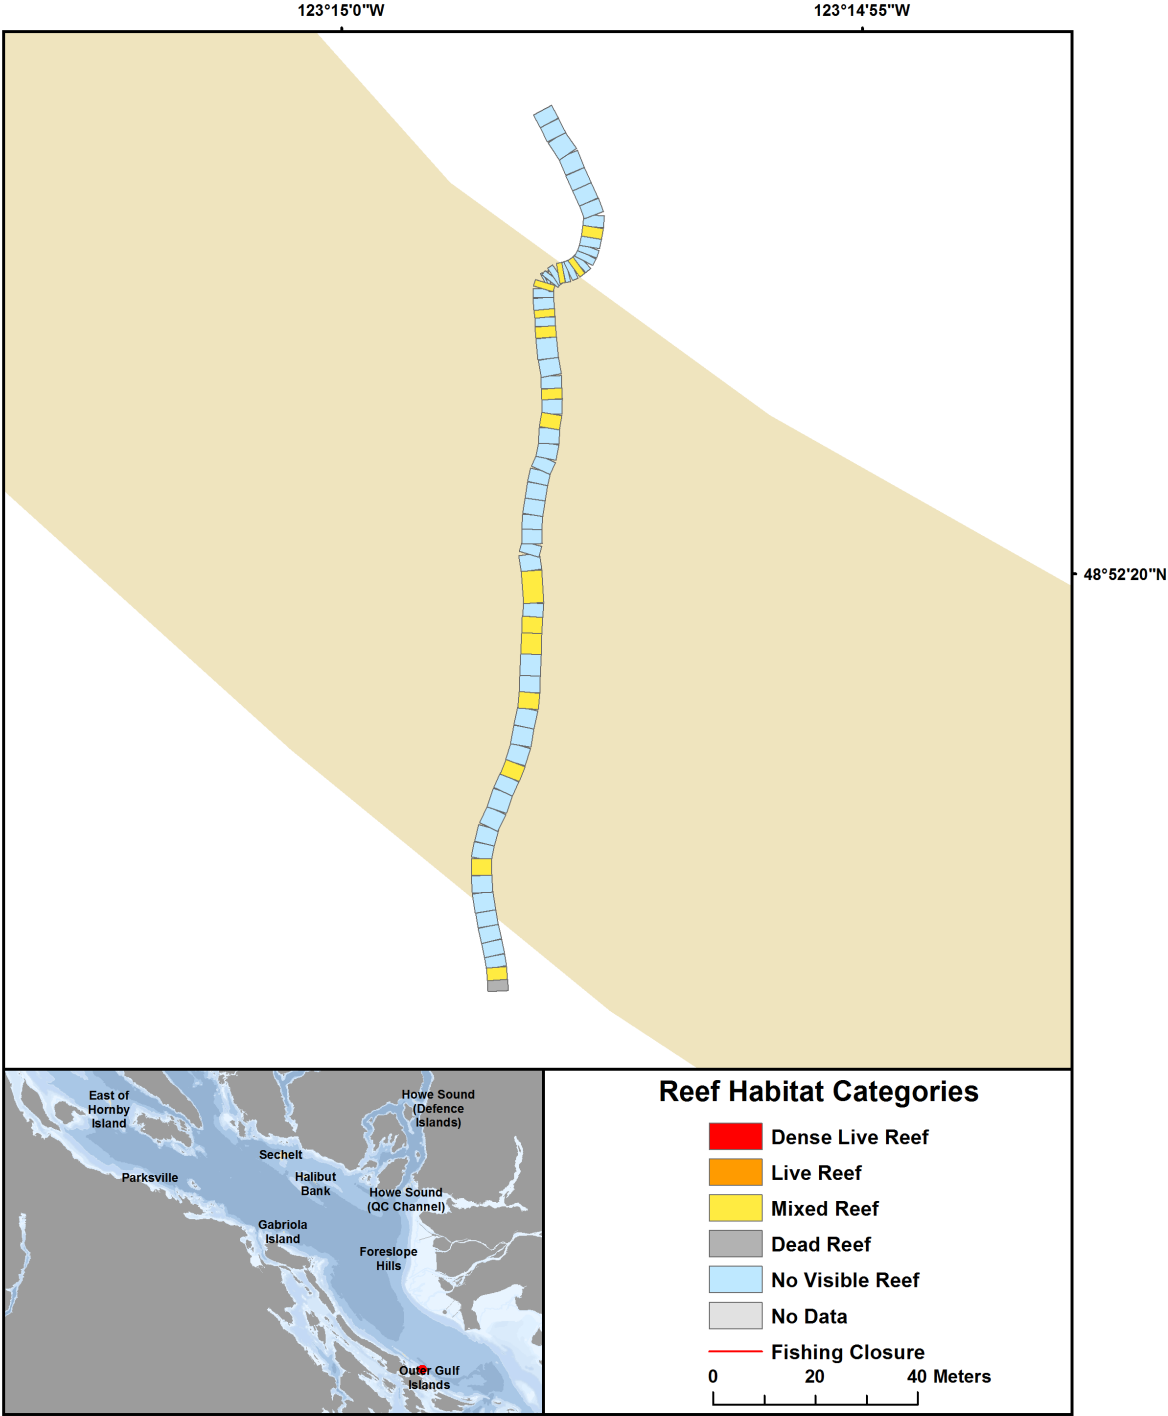 123°15'0"W
123°14'55"W
48°52'20"N
East of
Hornby
Island
Howe Sound
(Defence
Islands)
Sechelt
Parksville
Halibut
Bank
Howe Sound
(QC Channel)
Gabriola
Island
Foreslope
Hills
Outer Gulf
Islands
Reef Habitat Categories
Dense Live Reef
Live Reef
Mixed Reef
Dead Reef
No Visible Reef
No Data
Fishing Closure
0 20 40 Meters